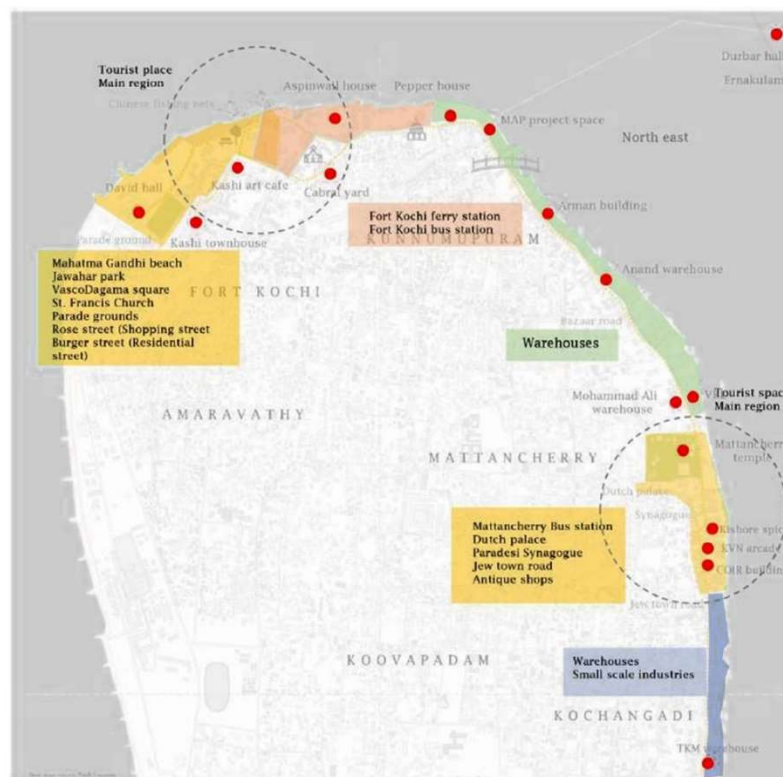 Durbar hall
Ernakulam
Tourist place
Main region
Chinese fishing nets
Aspinwall house
Pepper house
MAP project space
North east
David hall
Kashi art cafe
Cabral yard
Parade ground
Kashi townhouse
Arman building
Fort Kochi ferry station
Fort Kochi bus station
KUNNUMUPURAM
Mahatma Gandhi beach
Jawahar park
VascoDagama square
St. Francis Church
Parade grounds
Rose street (Shopping street
Burger street (Residential
street)
FORT KOCHI
Anand warehouse
Bazaar road
Warehouses
Mohammad Ali
warehouse
Tourist spac
Main region
AMARAVATHY
MATTANCHERRY
Mattancherry
temple
Dutch palace
Synagogue
Mattancherry Bus station
Dutch palace
Paradesi Synagogue
Jew town road
Antique shops
Kishore spic
KVN arcade
COIR building
Jew town road
KOOVAPADAM
Warehouses
Small scale industries
KOCHANGADI
TKM warehouse